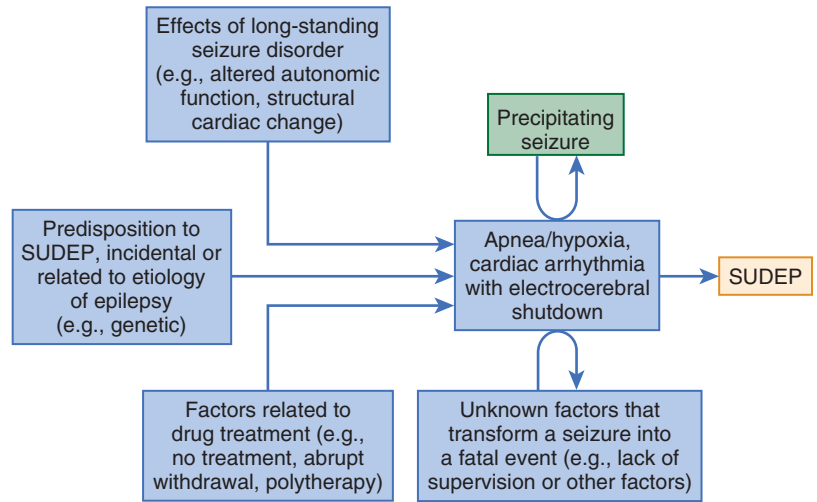 Effects of long-standing
seizure disorder
(e.g., altered autonomic
function, structural
cardiac change)
Precipitating
seizure
Predisposition to
SUDEP, incidental or
related to etiology
of epilepsy
(e.g., genetic)
Apnea/hypoxia,
cardiac arrhythmia
with electrocerebral
shutdown
SUDEP
Factors related to
drug treatment (e.g.,
no treatment, abrupt
withdrawal, polytherapy)
Unknown factors that
transform a seizure into
a fatal event (e.g., lack of
supervision or other factors)